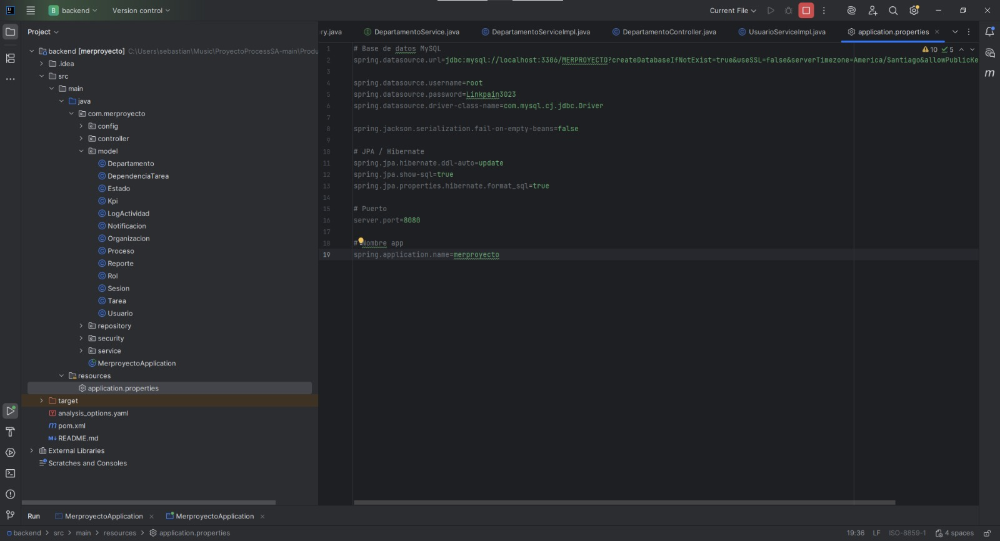 B backend
Version control
Current File
Project
ry.java
DepartamentoService.java
DepartamentoServiceImpl.java
DepartamentoController.java
UsuarioServiceImpl.java
application.properties
backend [merproyecto] C:\Users\sebastian\Music\ProyectoProcessSA-main\Produ
.idea
src
main
java
com.merproyecto
config
controller
model
Departamento
DependenciaTarea
Estado
Kpi
LogActividad
Notificacion
Organizacion
Proceso
Reporte
Rol
Sesion
Tarea
Usuario
repository
security
service
MerproyectoApplication
resources
application.properties
target
analysis_options.yaml
pom.xml
README.md
External Libraries
Scratches and Consoles
10 5
1 # Base de datos MySQL
2 spring.datasource.url=jdbc:mysql://localhost:3306/MERPROYECTO?createDatabaseIfNotExist=true&useSSL=false&serverTimezone=America/Santiago&allowPublicKe
3
4 spring.datasource.username=root
5 spring.datasource.password=Linkpain3023
6 spring.datasource.driver-class-name=com.mysql.cj.jdbc.Driver
7
8 spring.jackson.serialization.fail-on-empty-beans=false
9
10 # JPA / Hibernate
11 spring.jpa.hibernate.ddl-auto=update
12 spring.jpa.show-sql=true
13 spring.jpa.properties.hibernate.format_sql=true
14
15 # Puerto
16 server.port=8080
17
18 # Nombre app
19 spring.application.name=merproyecto
Run
MerproyectoApplication
MerproyectoApplication
backend > src > main > resources > application.properties
19:36 LF ISO-8859-1 4 spaces